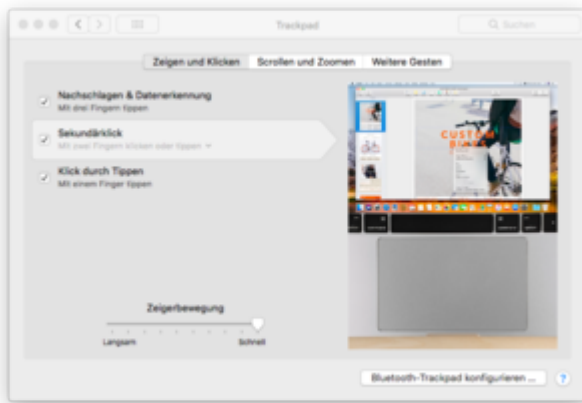 Trackpad
Suchen
Zeigen und Klicken
Scrollen und Zoomen
Weitere Gesten
Nachschlagen & Datenerkennung
Mit drei Fingern tippen
Sekundärklick
Mit zwei Fingern klicken oder tippen
Klick durch Tippen
Mit einem Finger tippen
CUSTOM
BIKES
Zeigerbewegung
Langsam
Schnell
Bluetooth-Trackpad konfigurieren ...
?